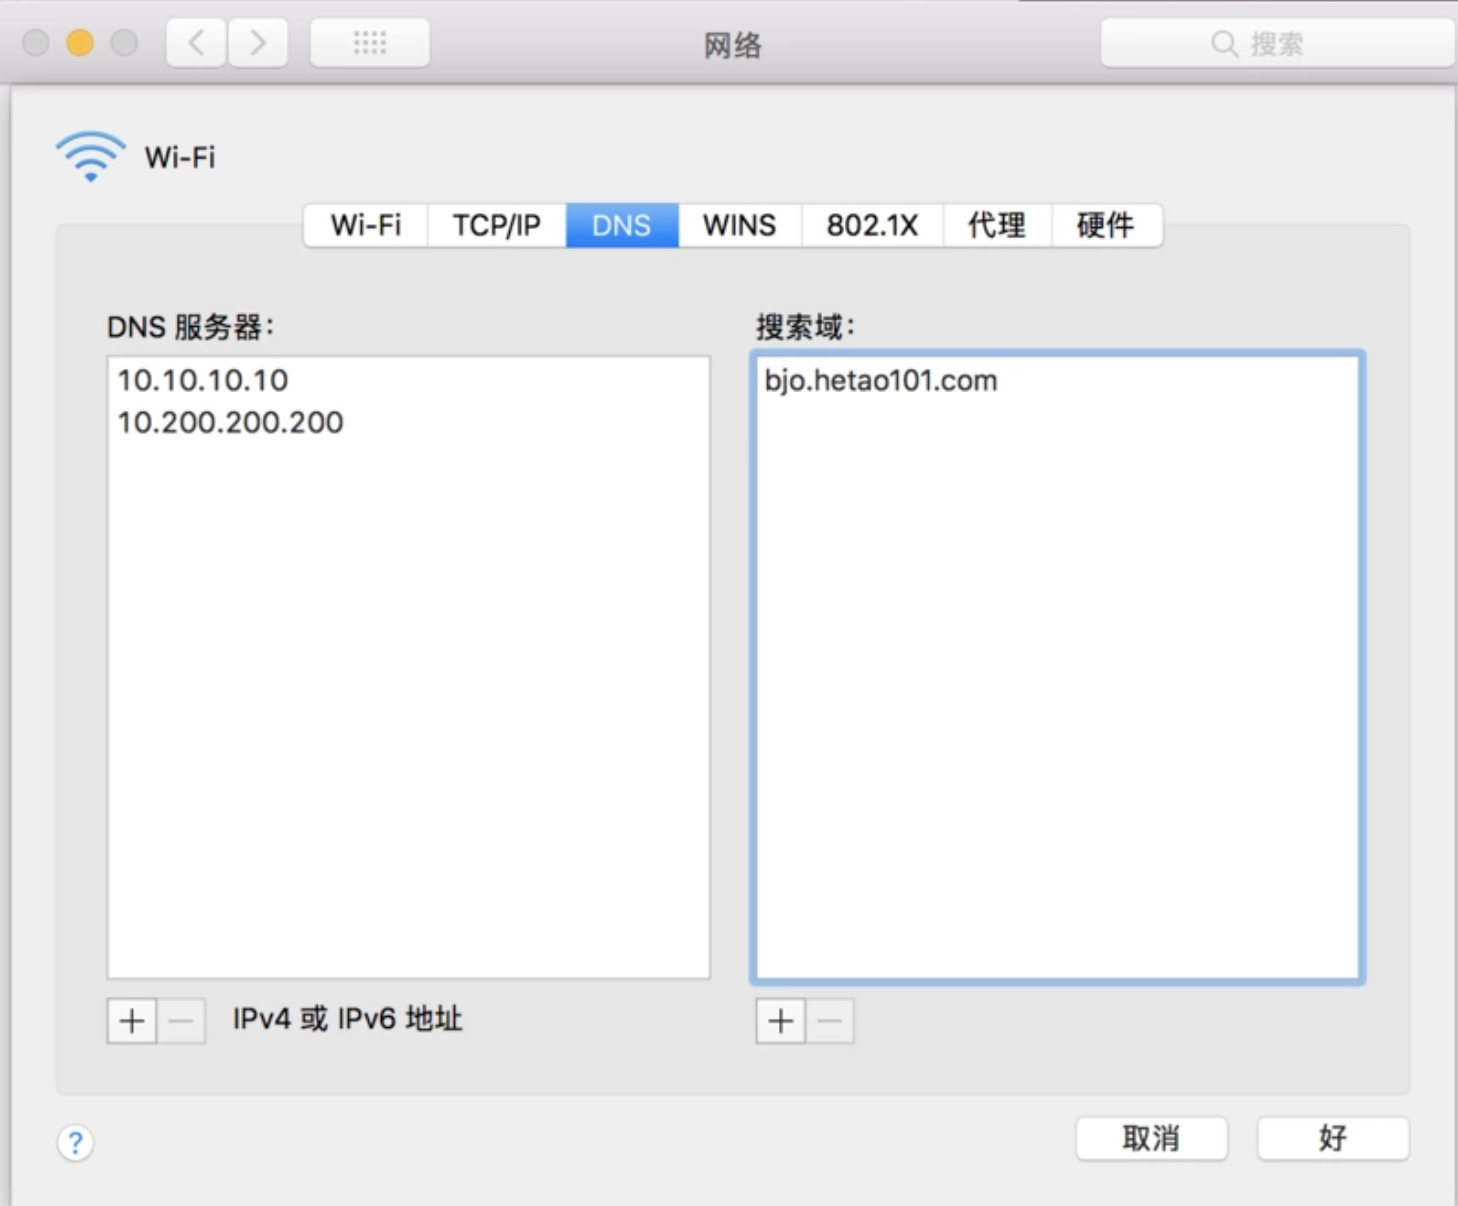 网络
搜索
Wi-Fi
Wi-Fi TCP/IP DNS WINS 802.1X 代理 硬件
DNS 服务器：
10.10.10.10
10.200.200.200
搜索域：
bjo.hetao101.com
+ − IPv4 或 IPv6 地址
+ −
? 取消 好